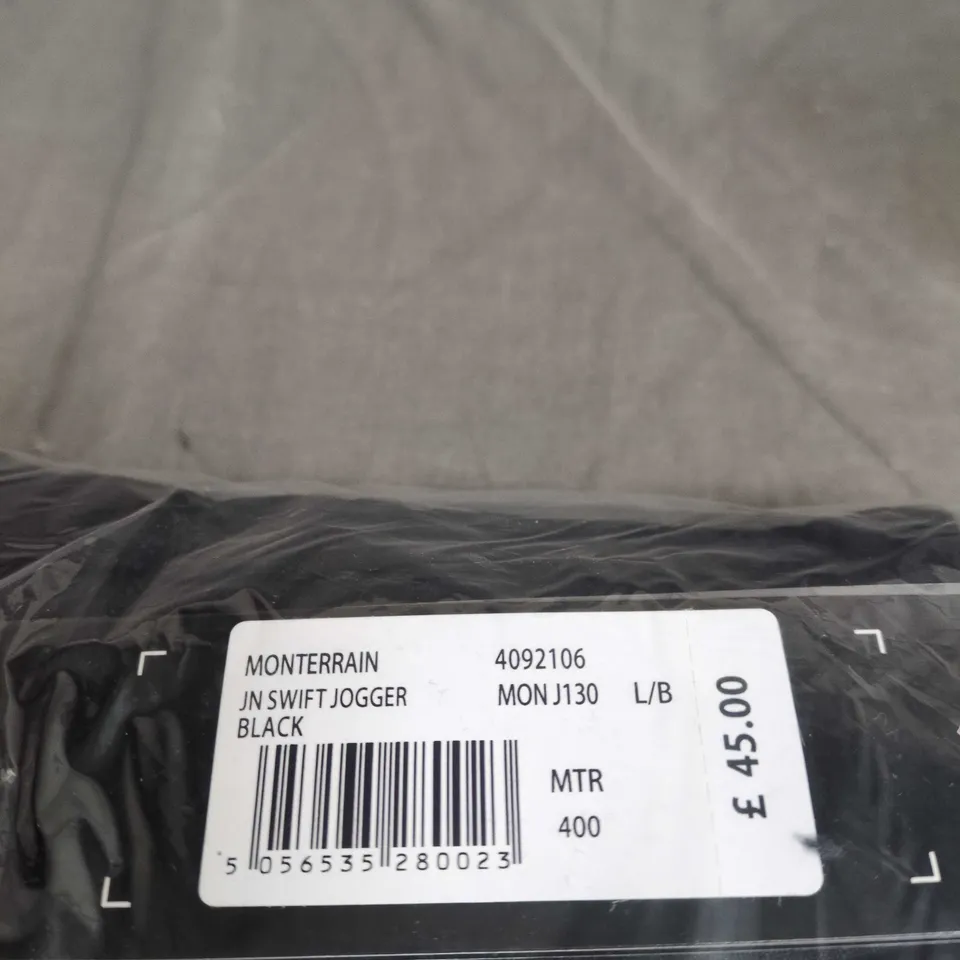 MONTERRAIN 4092106
JN SWIFT JOGGER MON J130 L/B
BLACK
MTR
400
5 056535 280023
£ 45.00